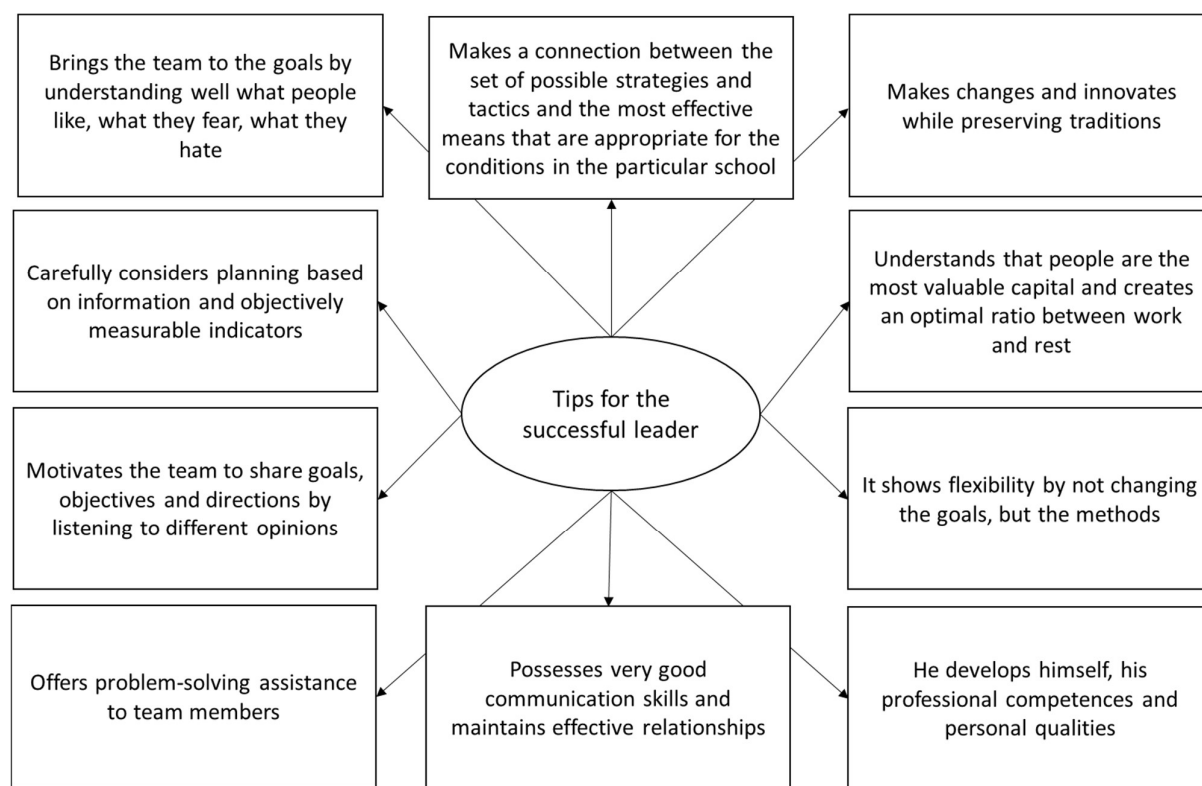 Brings the team to the goals by
understanding well what people
like, what they fear, what they
hate
Makes a connection between the
set of possible strategies and
tactics and the most effective
means that are appropriate for the
conditions in the particular school
Makes changes and innovates
while preserving traditions
Carefully considers planning based
on information and objectively
measurable indicators
Understands that people are the
most valuable capital and creates
an optimal ratio between work
and rest
Tips for the
successful leader
Motivates the team to share goals,
objectives and directions by
listening to different opinions
It shows flexibility by not changing
the goals, but the methods
Offers problem-solving assistance
to team members
Possesses very good
communication skills and
maintains effective relationships
He develops himself, his
professional competences and
personal qualities